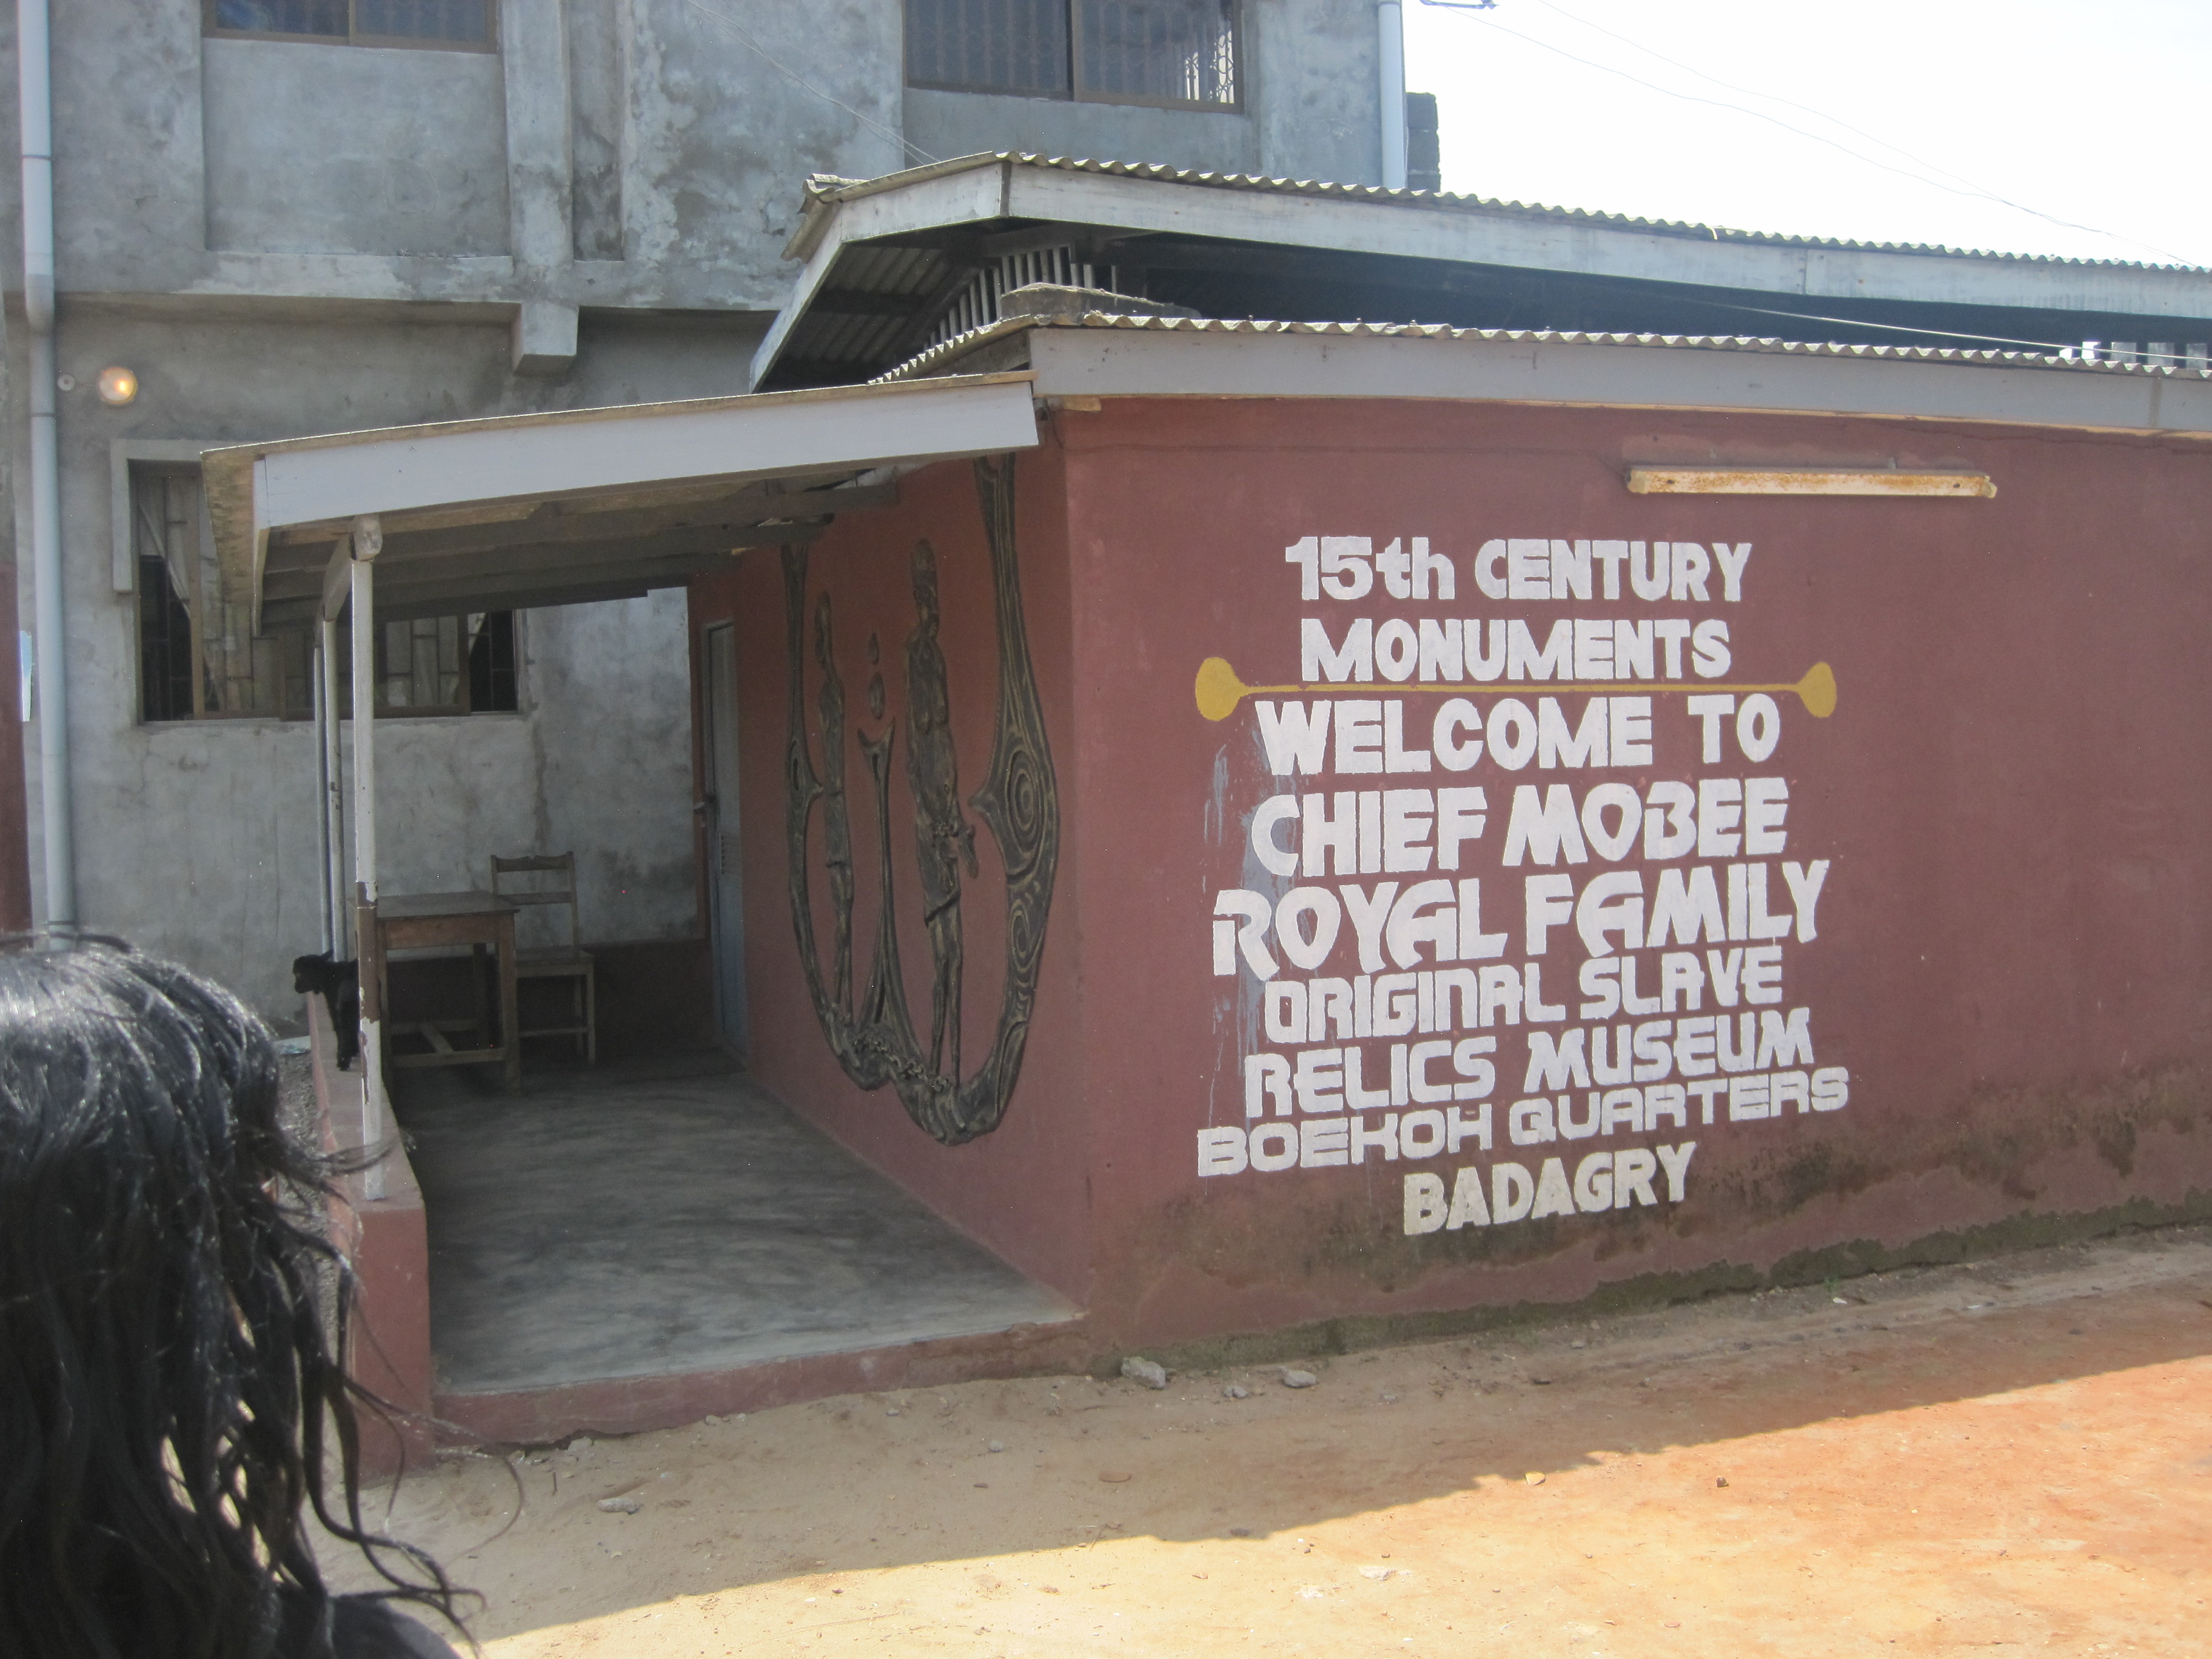 15th CENTURY
MONUMENTS
WELCOME TO
CHIEF MOBEE
ROYAL FAMILY
ORIGINAL SLAVE
RELICS MUSEUM
BOEKOH QUARTERS
BADAGRY